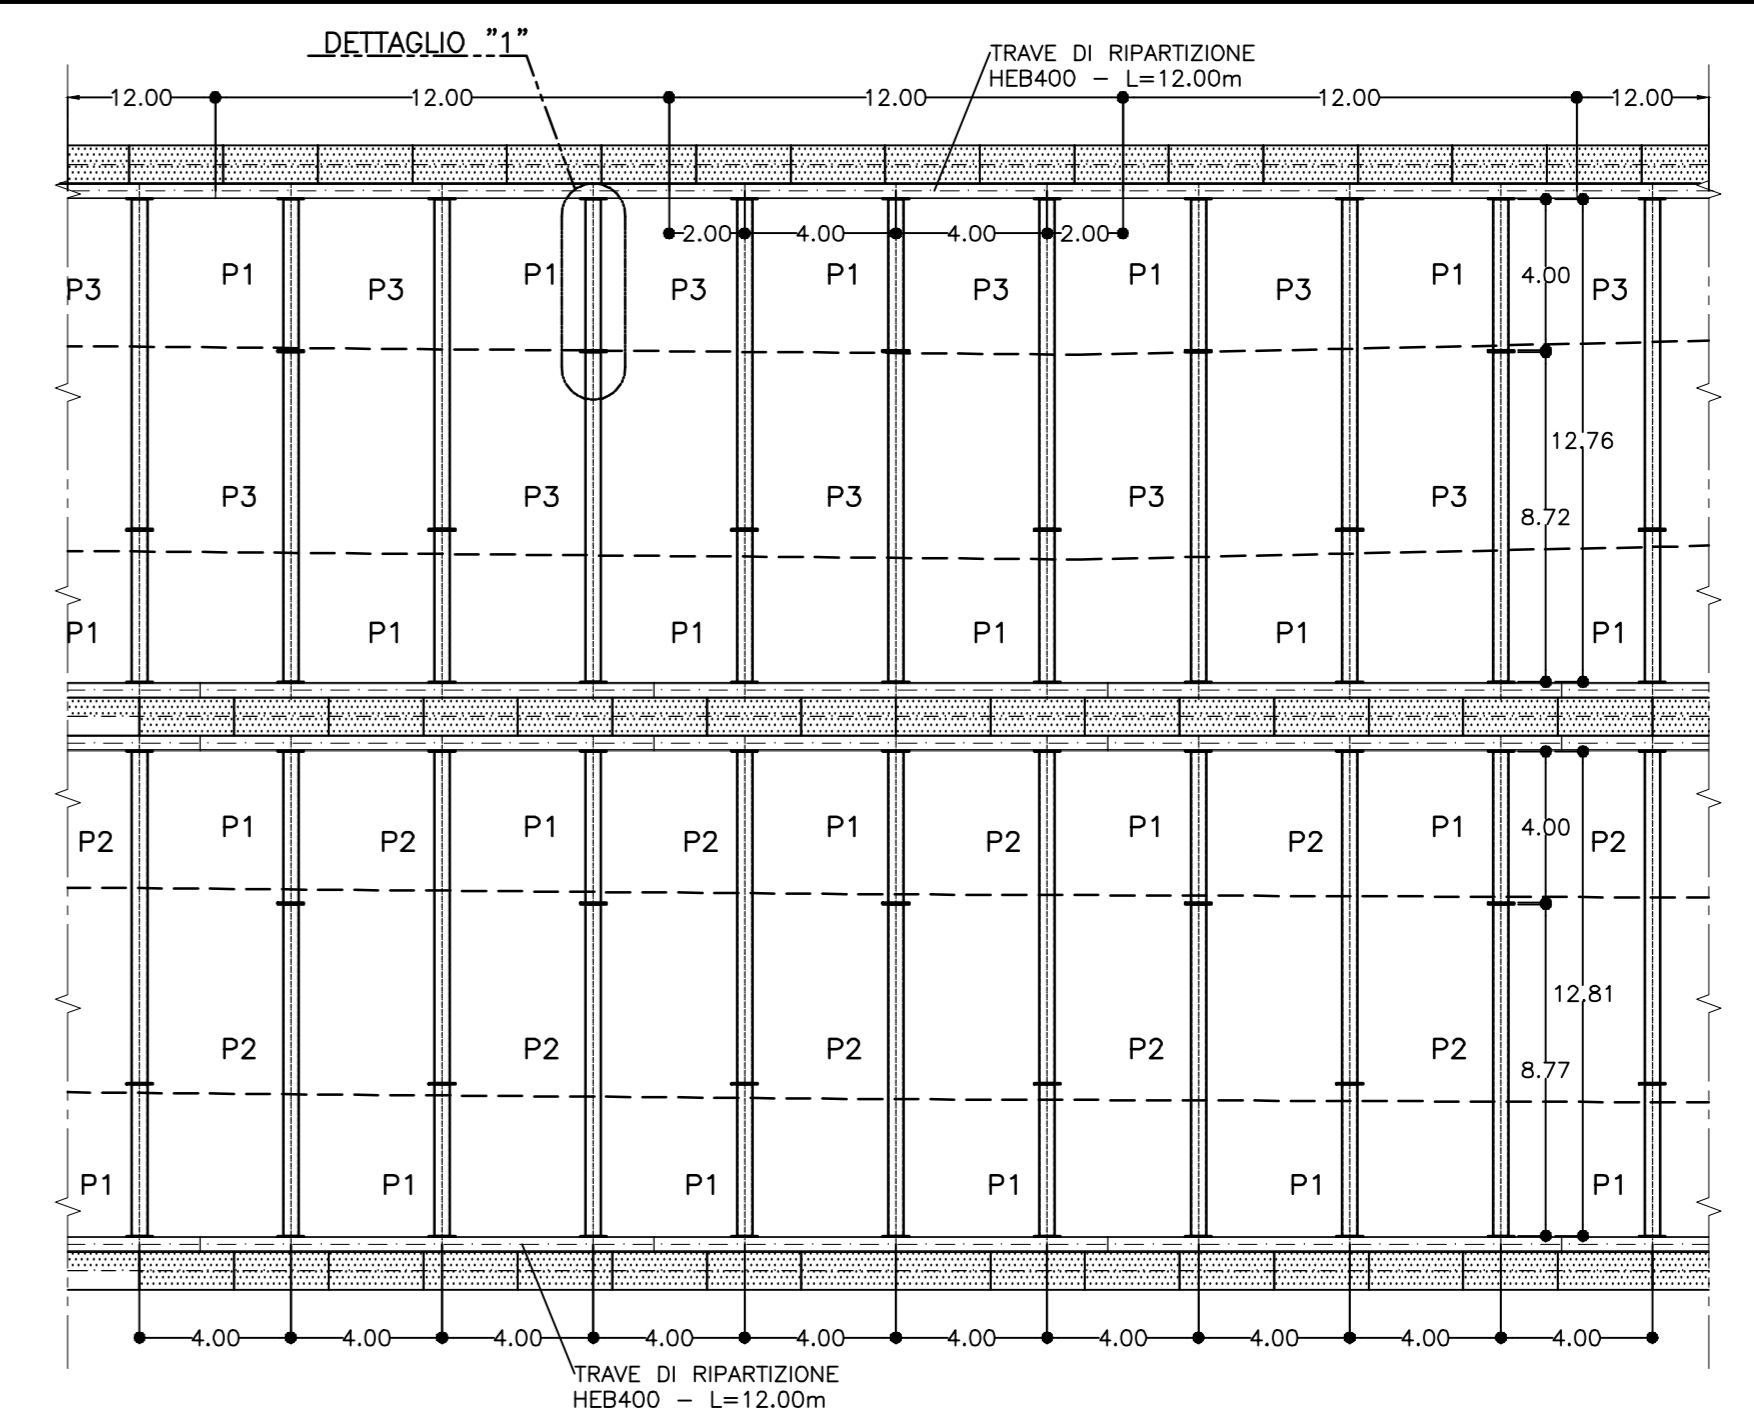 DETTAGLIO "1"
TRAVE DI RIPARTIZIONE
HEB400 - L=12.00m
12.00 12.00 12.00 12.00 12.00
2.00 4.00 4.00 2.00
P1 P1 P1 P1 P1 4.00
P3 P3 P3 P3 P3 P3
12.76
P3 P3 P3 P3 P3
8.72
P1 P1 P1 P1 P1 P1
P1 P1 P1 P1 P1 4.00
P2 P2 P2 P2 P2 P2
12.81
P2 P2 P2 P2 P2
8.77
P1 P1 P1 P1 P1 P1
4.00 4.00 4.00 4.00 4.00 4.00 4.00 4.00 4.00 4.00
TRAVE DI RIPARTIZIONE
HEB400 - L=12.00m